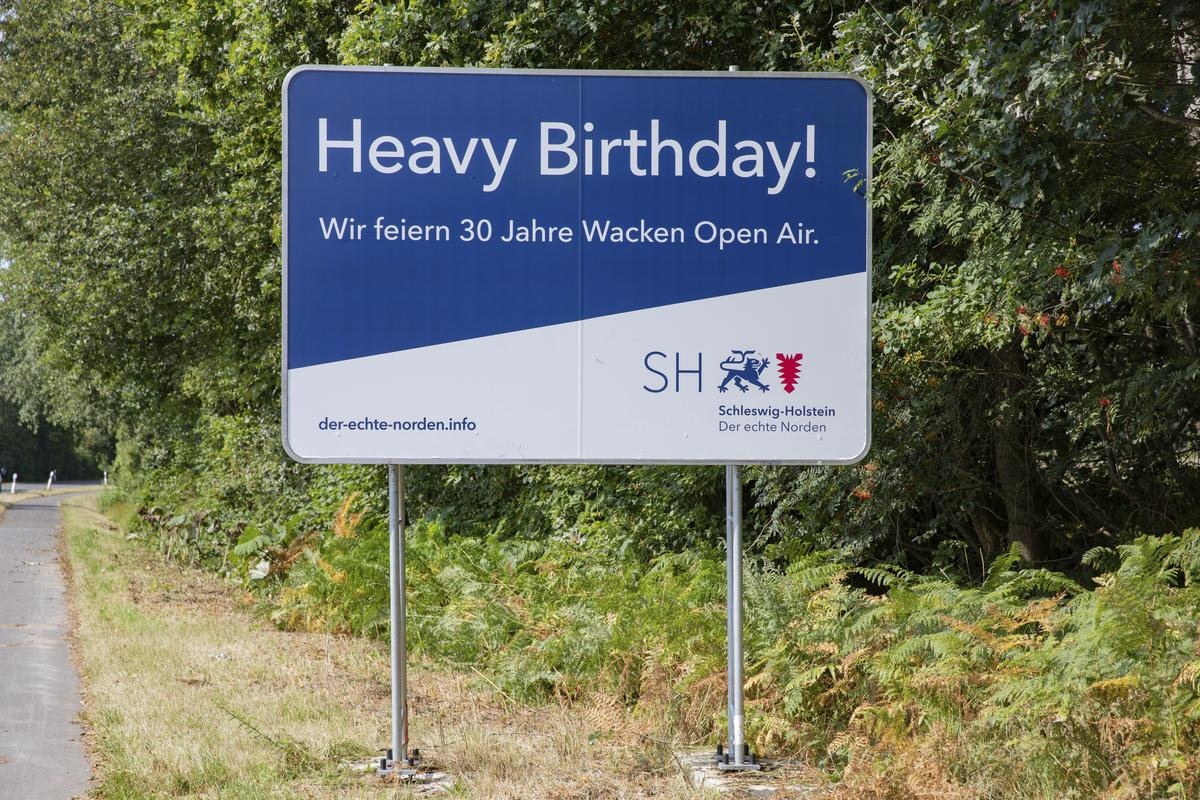 Heavy Birthday!
Wir feiern 30 Jahre Wacken Open Air.
SH
Schleswig-Holstein
Der echte Norden
der-echte-norden.info